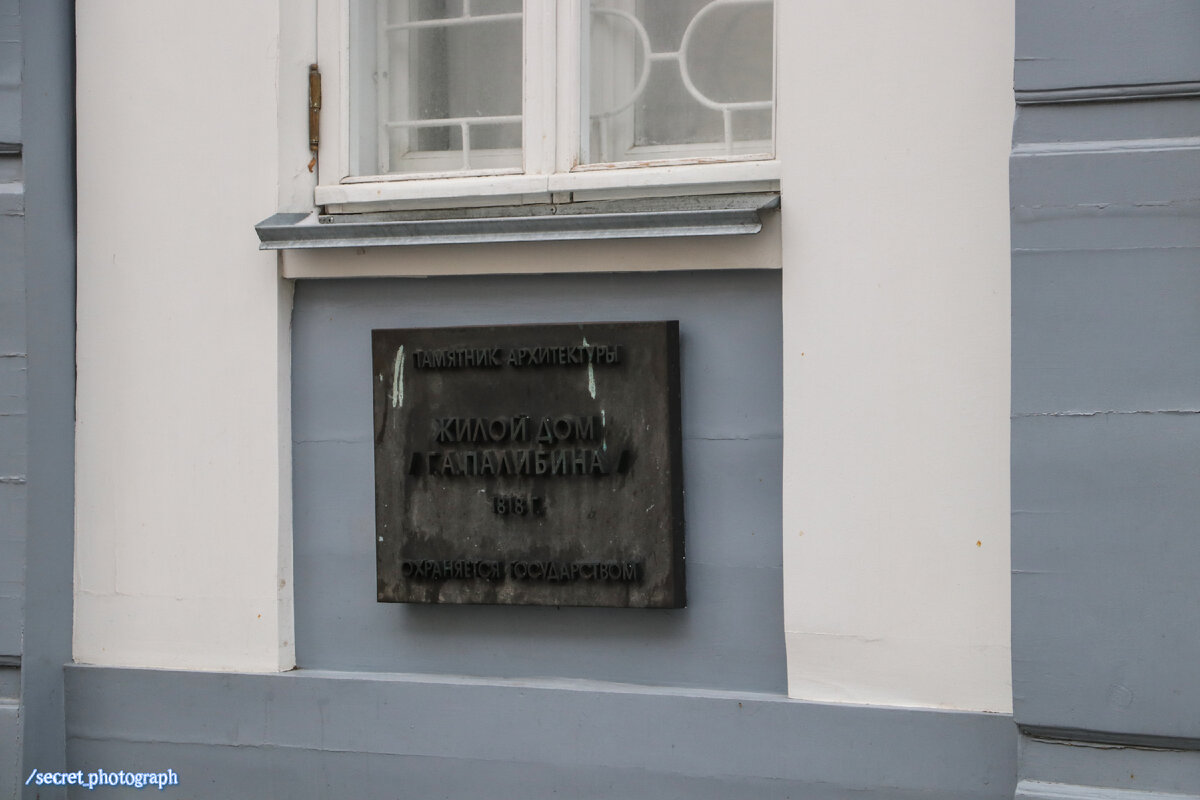 ПАМЯТНИК АРХИТЕКТУРЫ
ЖИЛОЙ ДОМ
/Г.А.ПАЛИБИНА/
1818 Г.
ОХРАНЯЕТСЯ ГОСУДАРСТВОМ
/secret_photograph